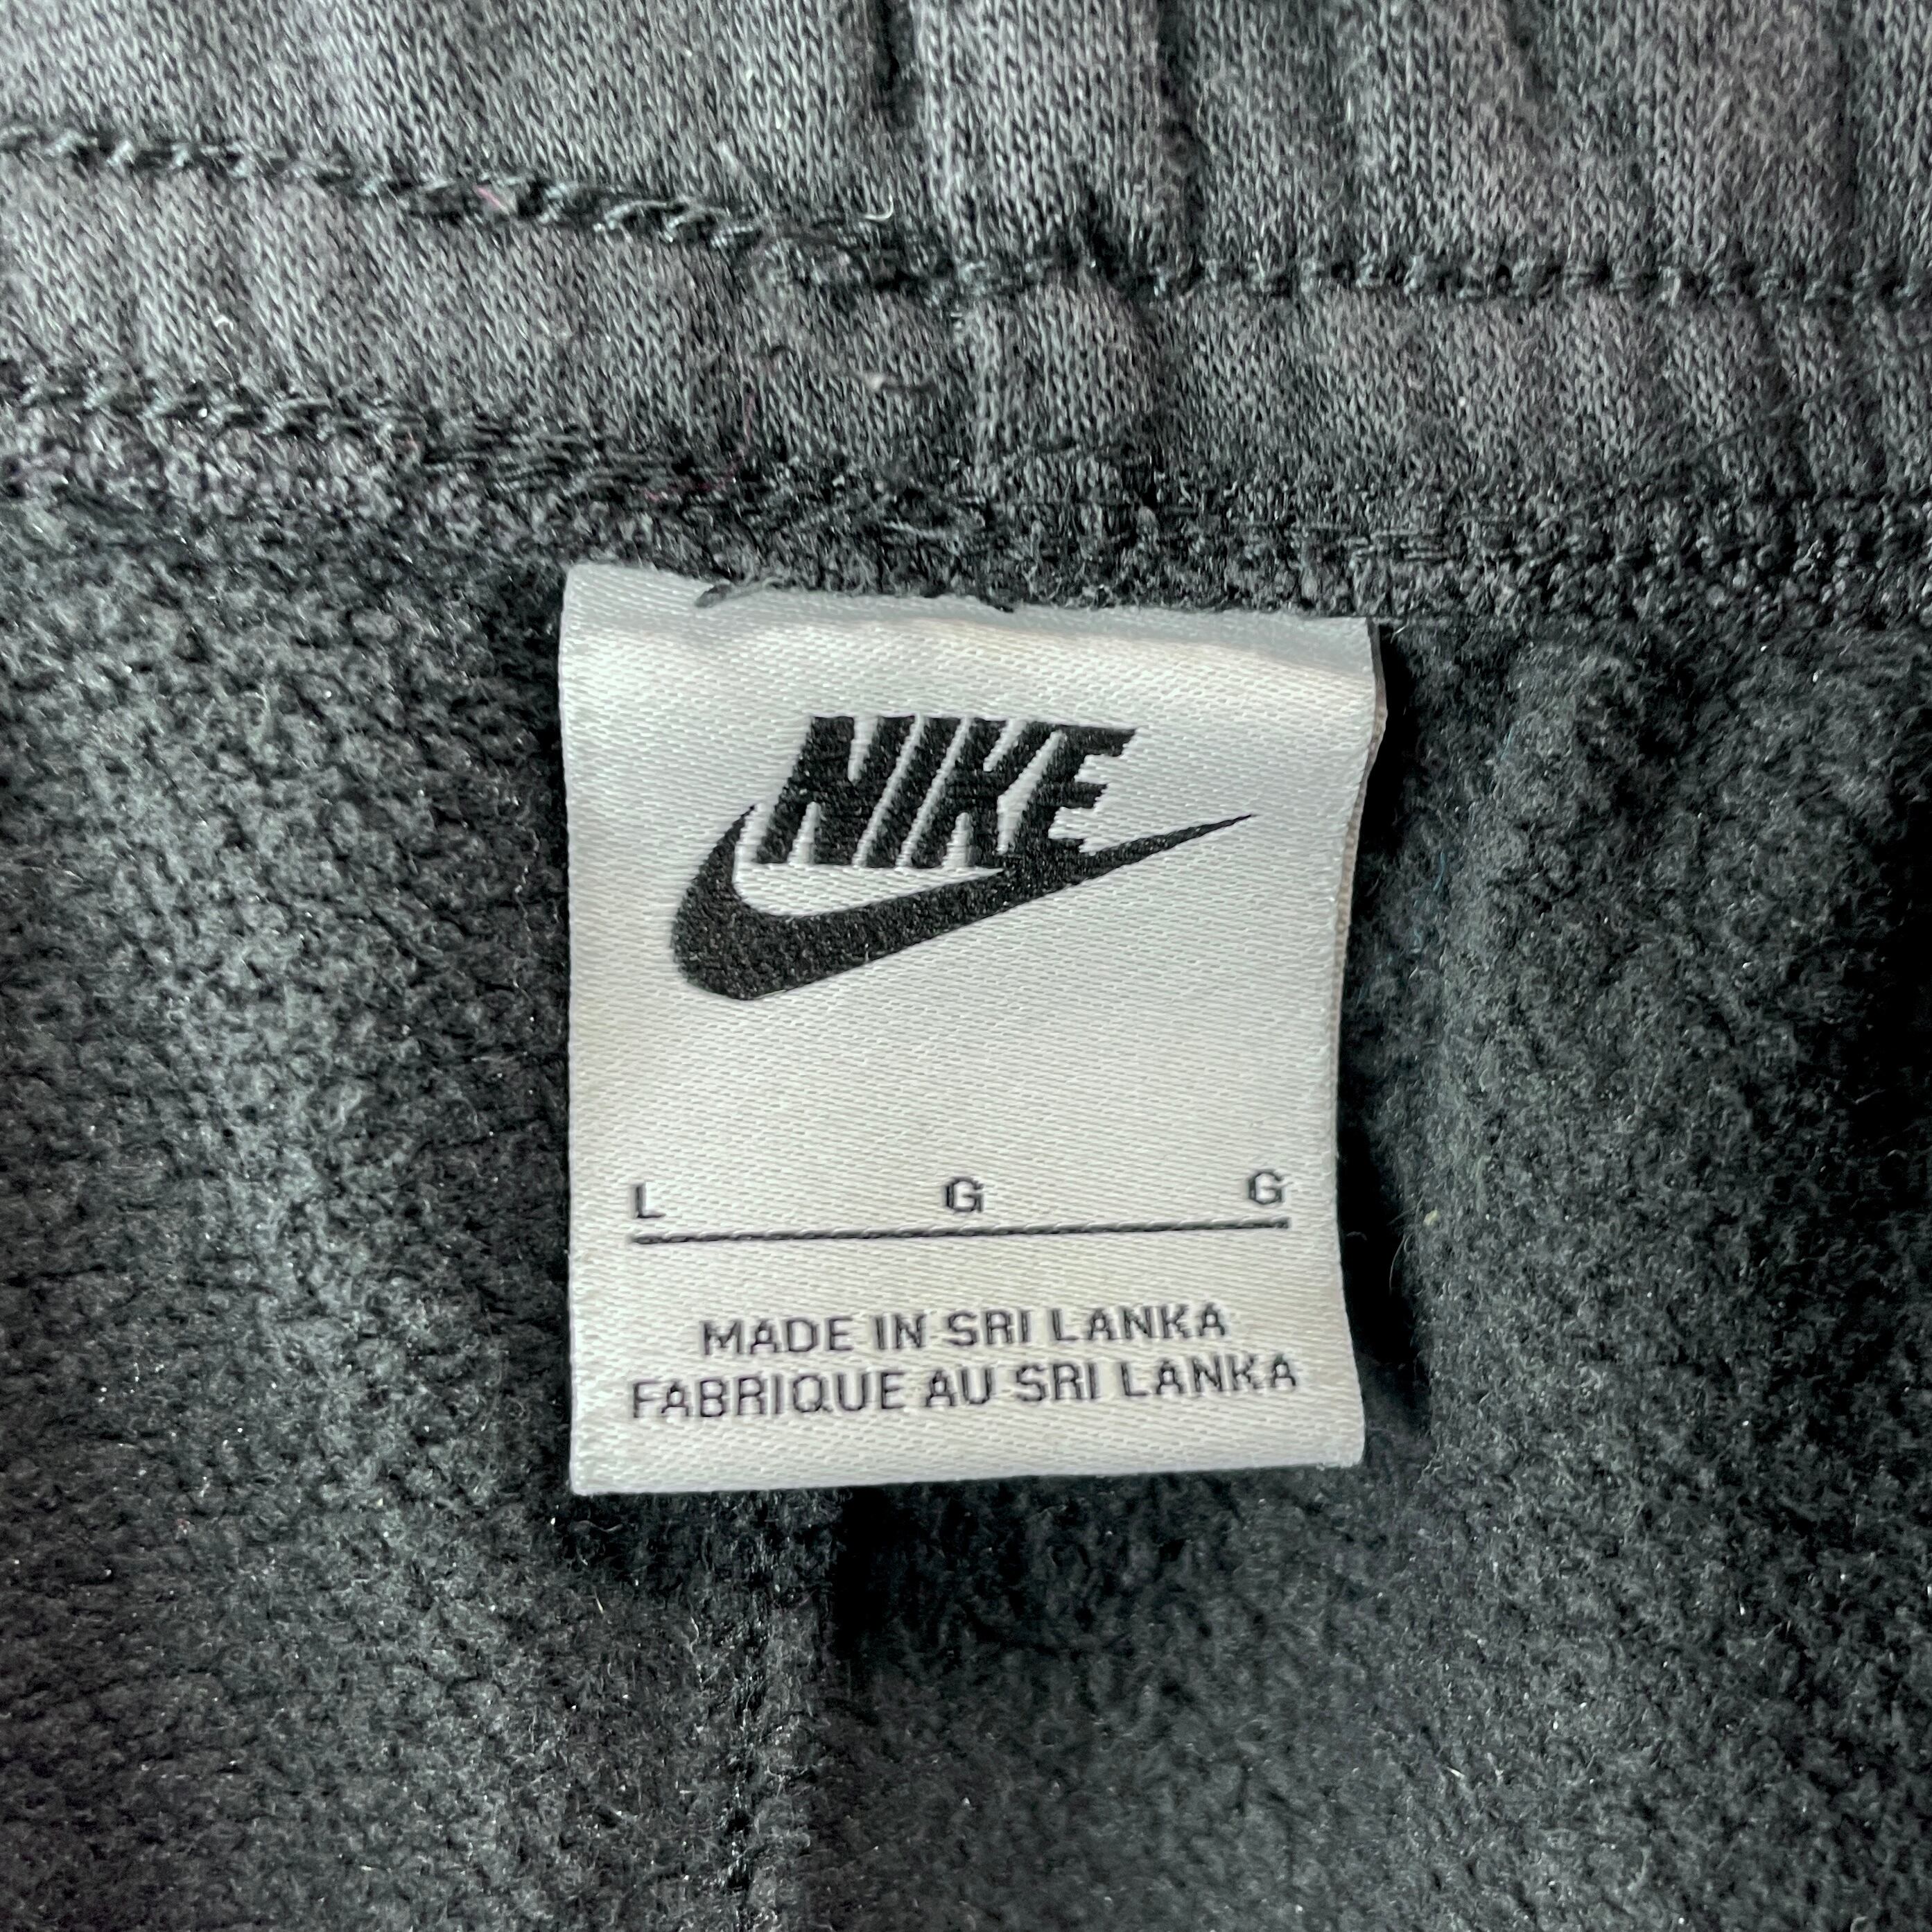 NIKE
L G G
MADE IN SRI LANKA
FABRIQUE AU SRI LANKA